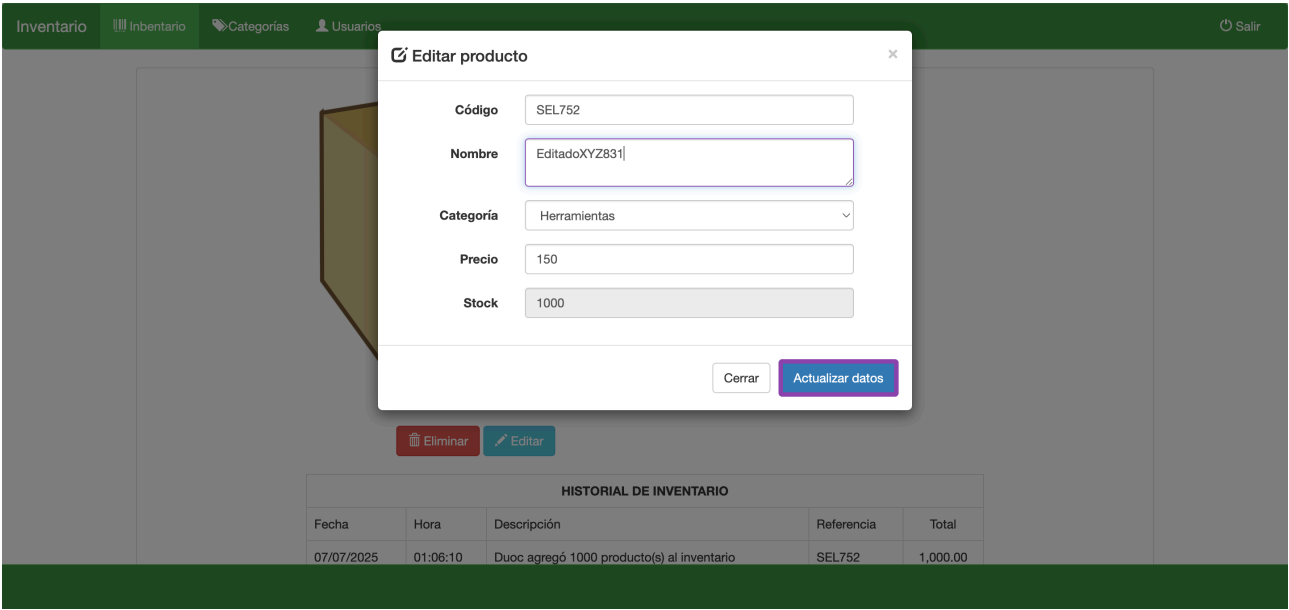 Inventario Inbentario Categorías Usuarios Salir
Editar producto ×
Código SEL752
Nombre EditadoXYZ831
Categoría Herramientas
Precio 150
Stock 1000
Cerrar Actualizar datos
Eliminar Editar
HISTORIAL DE INVENTARIO
Fecha Hora Descripción Referencia Total
07/07/2025 01:06:10 Duoc agregó 1000 producto(s) al inventario SEL752 1,000.00